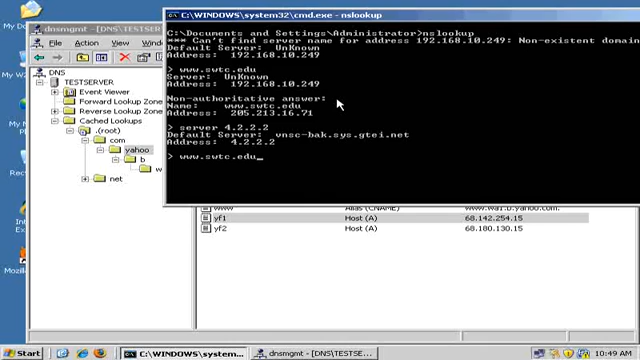 dnsmgmt - [DNS\TEST
File Action View
DNS
TESTSERVER
Event Viewer
Forward Lookup Zone
Reverse Lookup Zone
Cached Lookups
.(root)
com
yahoo
b
w
net
C:\WINDOWS\system32\cmd.exe - nslookup
C:\Documents and Settings\Administrator>nslookup
*** Can't find server name for address 192.168.10.249: Non-existent domain
Default Server: UnKnown
Address: 192.168.10.249
> www.swtc.edu
Server: UnKnown
Address: 192.168.10.249
Non-authoritative answer:
Name: www.swtc.edu
Address: 205.213.16.71
> server 4.2.2.2
Default Server: vnsc-bak.sys.gtei.net
Address: 4.2.2.2
> www.swtc.edu_
www Alias (CNAME) www.wa1.b.yahoo.com.
yf1 Host (A) 68.142.254.15
yf2 Host (A) 68.180.130.15
Start
C:\WINDOWS\system...
dnsmgmt - [DNS\TESTSE...
10:49 AM